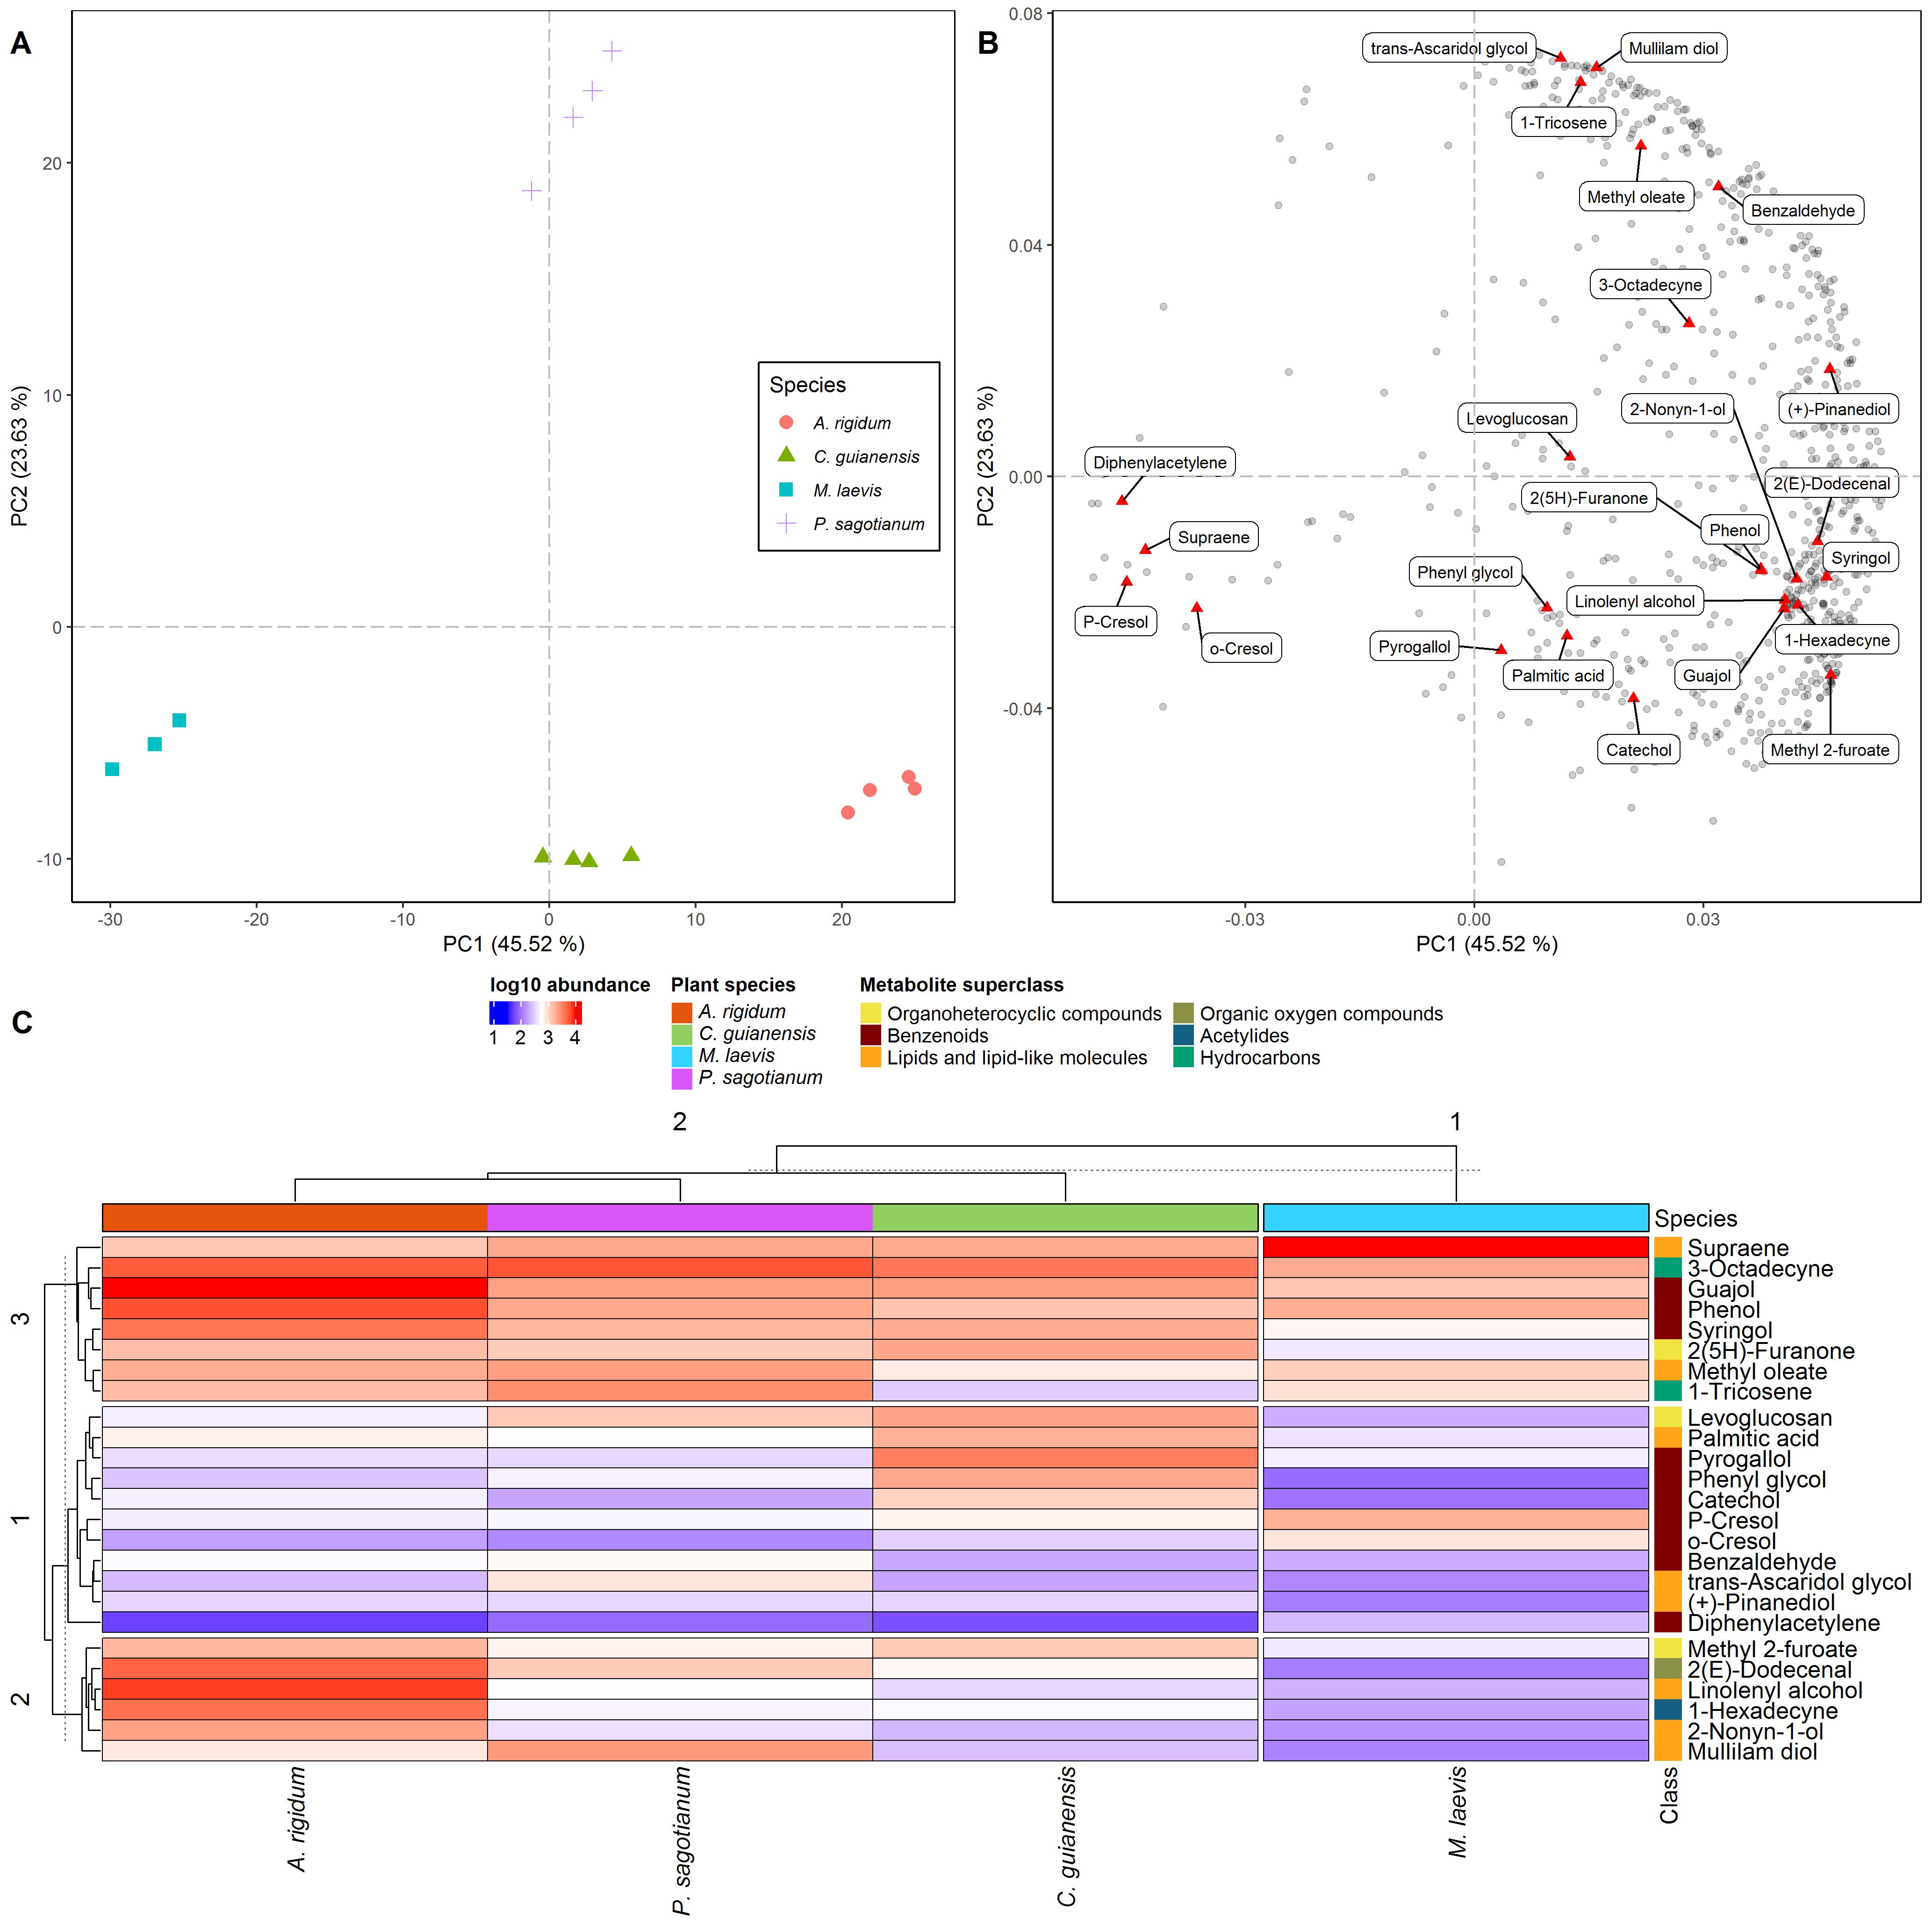 A
20
10
0
-10
-30
-20
-10
0
10
20
PC1 (45.52 %)
PC2 (23.63 %)
Species
A. rigidum
C. guianensis
M. laevis
P. sagotianum
B
0.08
0.04
0.00
-0.04
-0.03
0.00
0.03
PC1 (45.52 %)
PC2 (23.63 %)
trans-Ascaridol glycol
Mullilam diol
1-Tricosene
Methyl oleate
Benzaldehyde
3-Octadecyne
Levoglucosan
2-Nonyn-1-ol
(+)-Pinanediol
Diphenylacetylene
2(E)-Dodecenal
2(5H)-Furanone
Phenol
Supraene
Syringol
Phenyl glycol
Linolenyl alcohol
P-Cresol
o-Cresol
Pyrogallol
1-Hexadecyne
Palmitic acid
Guajol
Catechol
Methyl 2-furoate
C
log10 abundance
1 2 3 4
Plant species
A. rigidum
C. guianensis
M. laevis
P. sagotianum
Metabolite superclass
Organoheterocyclic compounds
Benzenoids
Lipids and lipid-like molecules
Organic oxygen compounds
Acetylides
Hydrocarbons
2
1
Species
3
Supraene
3-Octadecyne
Guajol
Phenol
Syringol
2(5H)-Furanone
Methyl oleate
1-Tricosene
1
Levoglucosan
Palmitic acid
Pyrogallol
Phenyl glycol
Catechol
P-Cresol
o-Cresol
Benzaldehyde
trans-Ascaridol glycol
(+)-Pinanediol
Diphenylacetylene
2
Methyl 2-furoate
2(E)-Dodecenal
Linolenyl alcohol
1-Hexadecyne
2-Nonyn-1-ol
Mullilam diol
A. rigidum
P. sagotianum
C. guianensis
M. laevis
Class